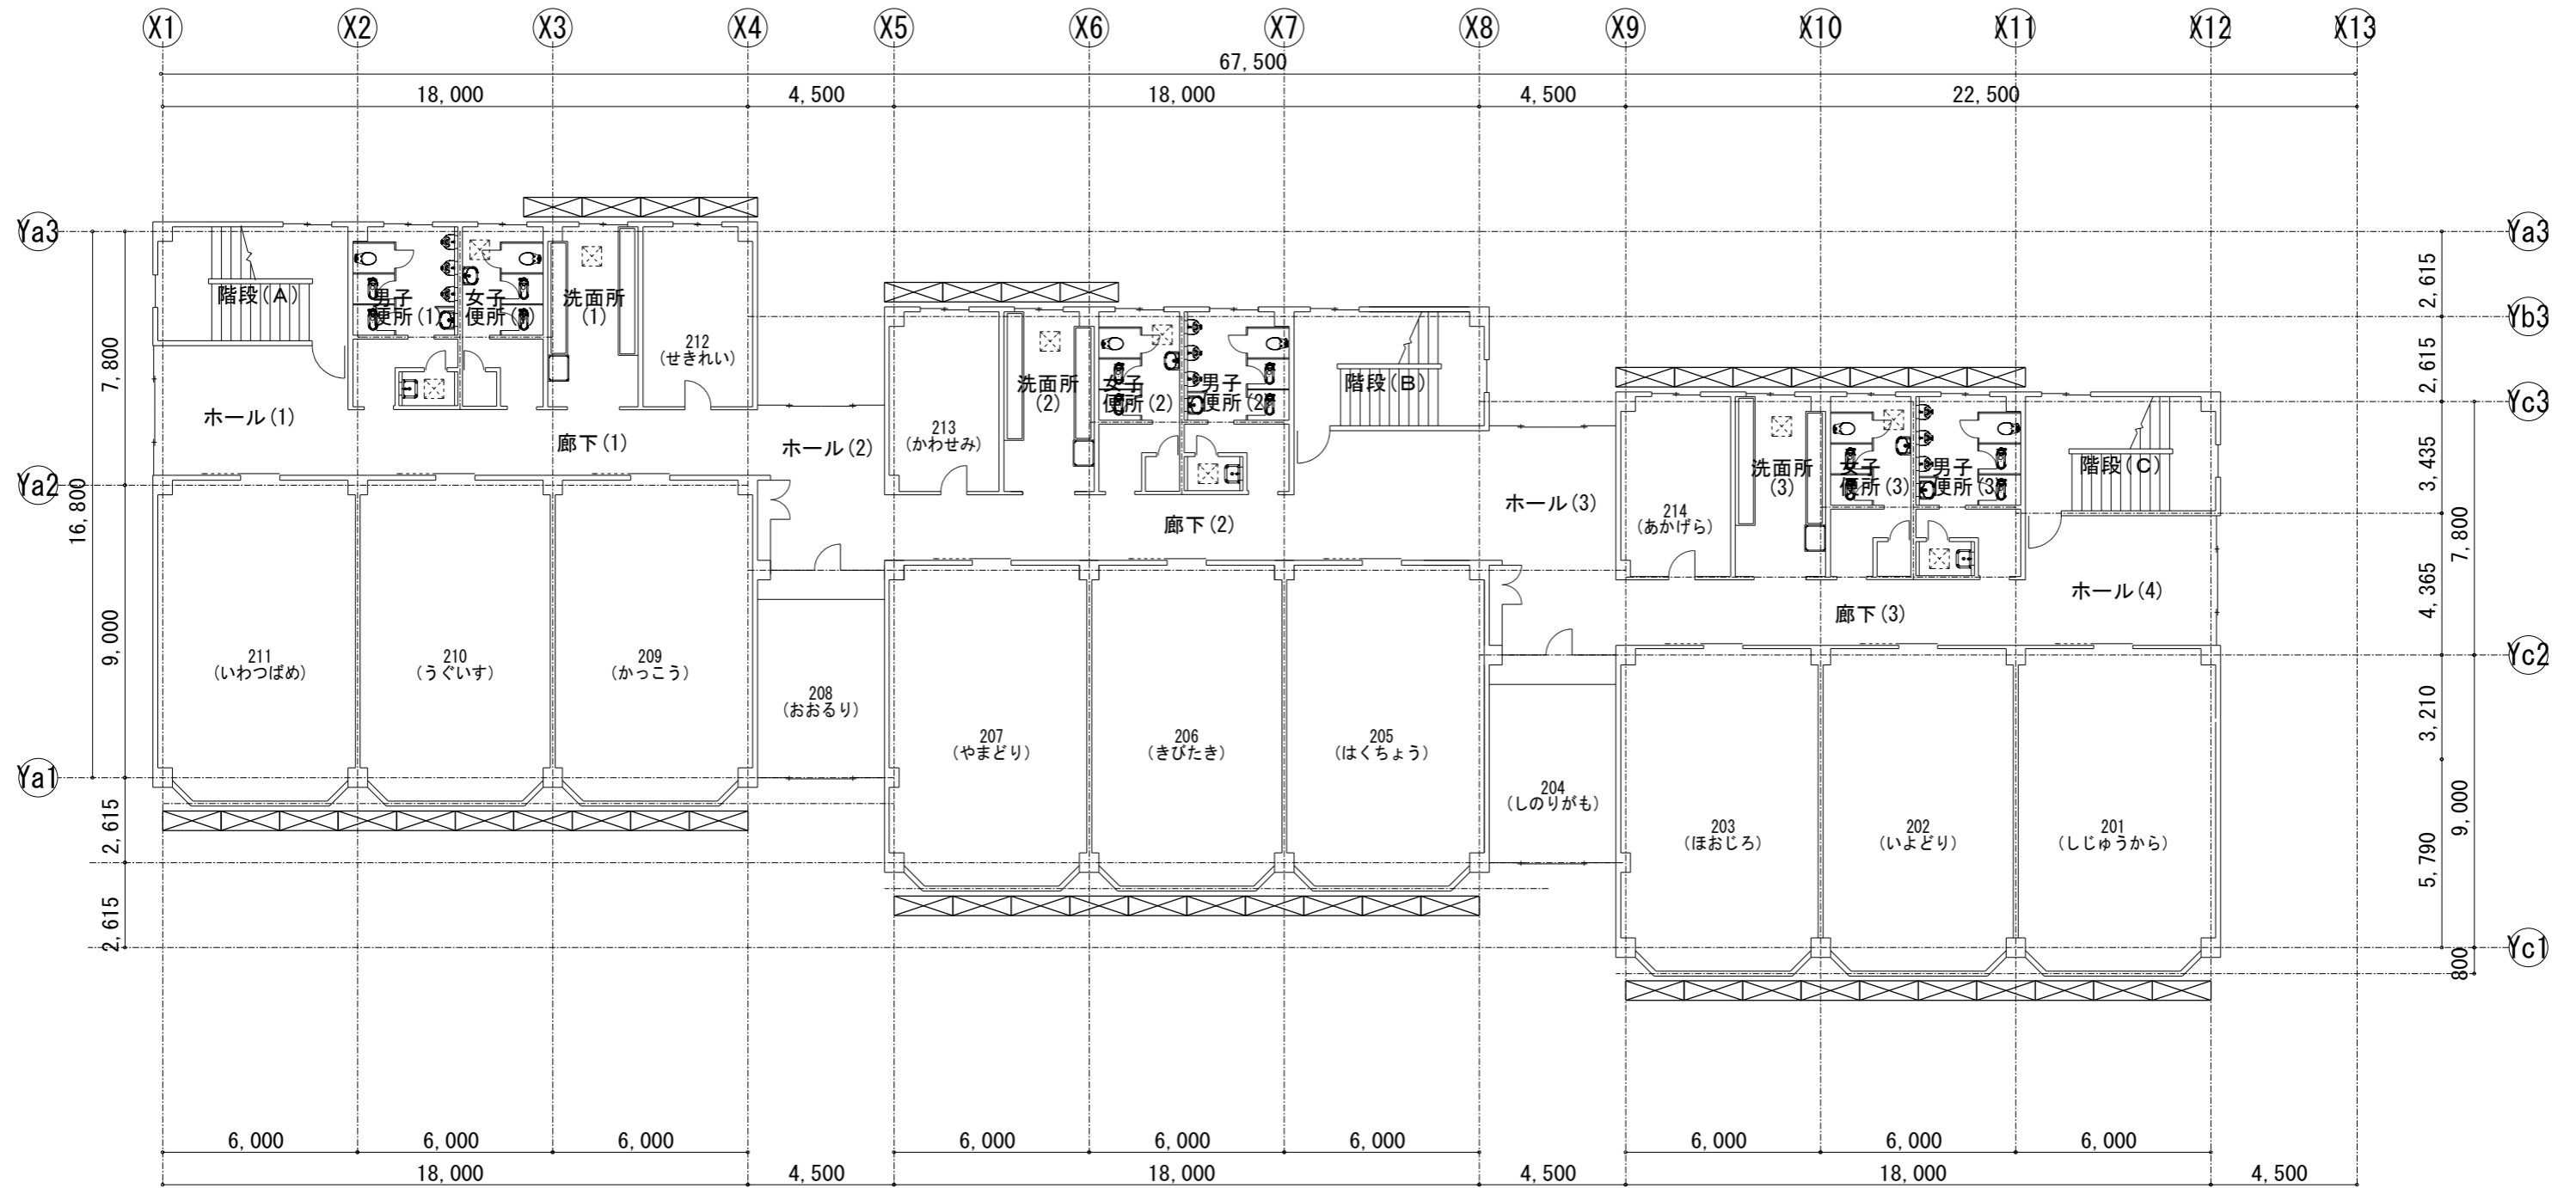 X1 X2 X3 X4 X5 X6 X7 X8 X9 X10 X11 X12 X13
67,500
18,000 4,500 18,000 4,500 22,500
Ya3
Ya3
2,615
Yb3
2,615
Yc3
7,800
Ya2
16,800
9,000
Ya1
2,615
2,615
3,435
7,800
4,365
Yc2
3,210
9,000
5,790
Yc1
800
階段(A)
男子
便所(1)
女子
便所(1)
洗面所
(1)
212
(せきれい)
ホール(1)
廊下(1)
ホール(2)
213
(かわせみ)
洗面所
(2)
女子
便所(2)
男子
便所(2)
階段(B)
廊下(2)
ホール(3)
214
(あかげら)
洗面所
(3)
女子
便所(3)
男子
便所(3)
階段(C)
廊下(3)
ホール(4)
211
(いわつばめ)
210
(うぐいす)
209
(かっこう)
208
(おおるり)
207
(やまどり)
206
(きびたき)
205
(はくちょう)
204
(しのりがも)
203
(ほおじろ)
202
(いよどり)
201
(しじゅうから)
6,000 6,000 6,000 6,000 6,000 6,000 6,000 6,000 6,000
18,000 4,500 18,000 4,500 18,000 4,500